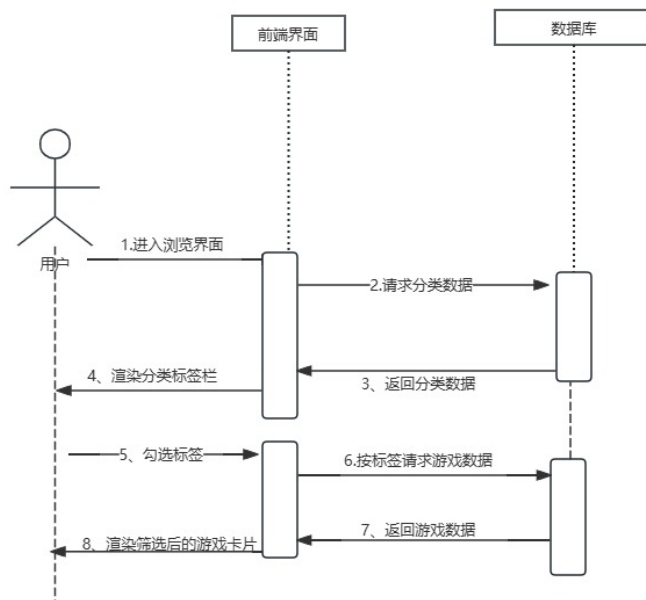 前端界面
数据库
用户
1.进入浏览界面
2.请求分类数据
3、返回分类数据
4、渲染分类标签栏
5、勾选标签
6.按标签请求游戏数据
7、返回游戏数据
8、渲染筛选后的游戏卡片